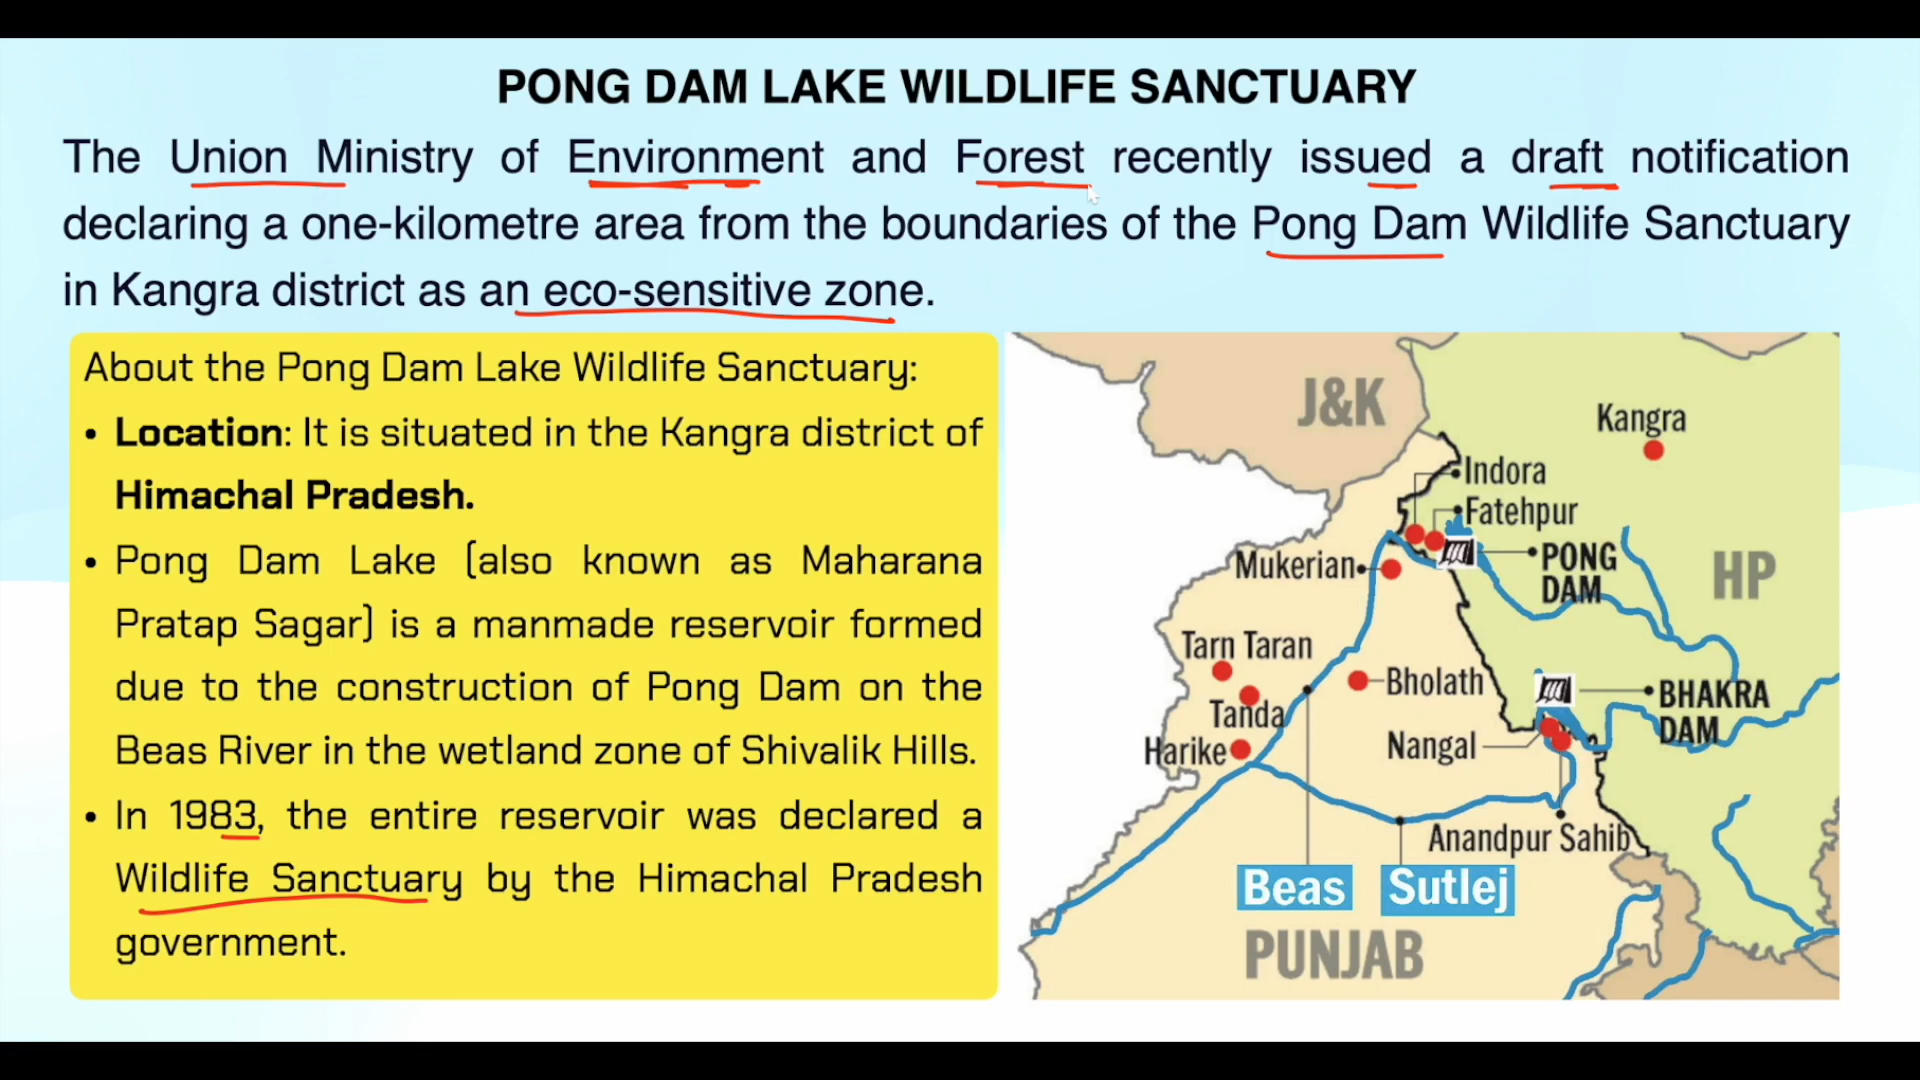 PONG DAM LAKE WILDLIFE SANCTUARY
The Union Ministry of Environment and Forest recently issued a draft notification
declaring a one-kilometre area from the boundaries of the Pong Dam Wildlife Sanctuary
in Kangra district as an eco-sensitive zone.
About the Pong Dam Lake Wildlife Sanctuary:
• Location: It is situated in the Kangra district of
Himachal Pradesh.
• Pong Dam Lake (also known as Maharana
Pratap Sagar) is a manmade reservoir formed
due to the construction of Pong Dam on the
Beas River in the wetland zone of Shivalik Hills.
• In 1983, the entire reservoir was declared a
Wildlife Sanctuary by the Himachal Pradesh
government.
J&K
Kangra
Indora
Fatehpur
Mukerian
PONG
DAM
HP
Tarn Taran
Bholath
Tanda
BHAKRA
DAM
Harike
Nangal
Anandpur Sahib
Beas
Sutlej
PUNJAB